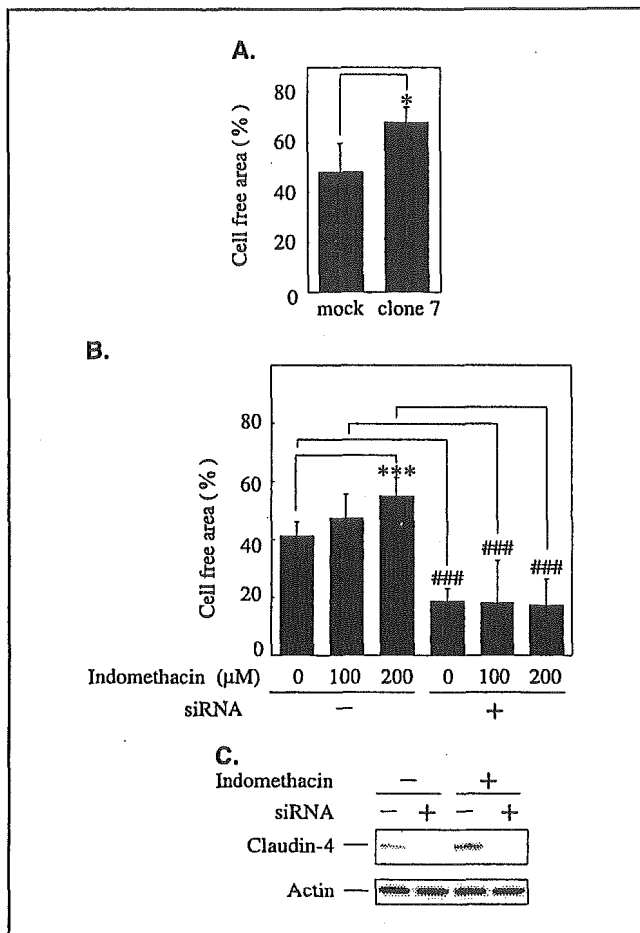 A.
80
60
40
20
0
Cell free area ( % )
*
mock clone 7
B.
80
60
40
20
0
Cell free area ( % )
***
###
###
###
Indomethacin (µM) 0 100 200 0 100 200
siRNA − +
C.
Indomethacin − +
siRNA − + − +
Claudin-4
Actin